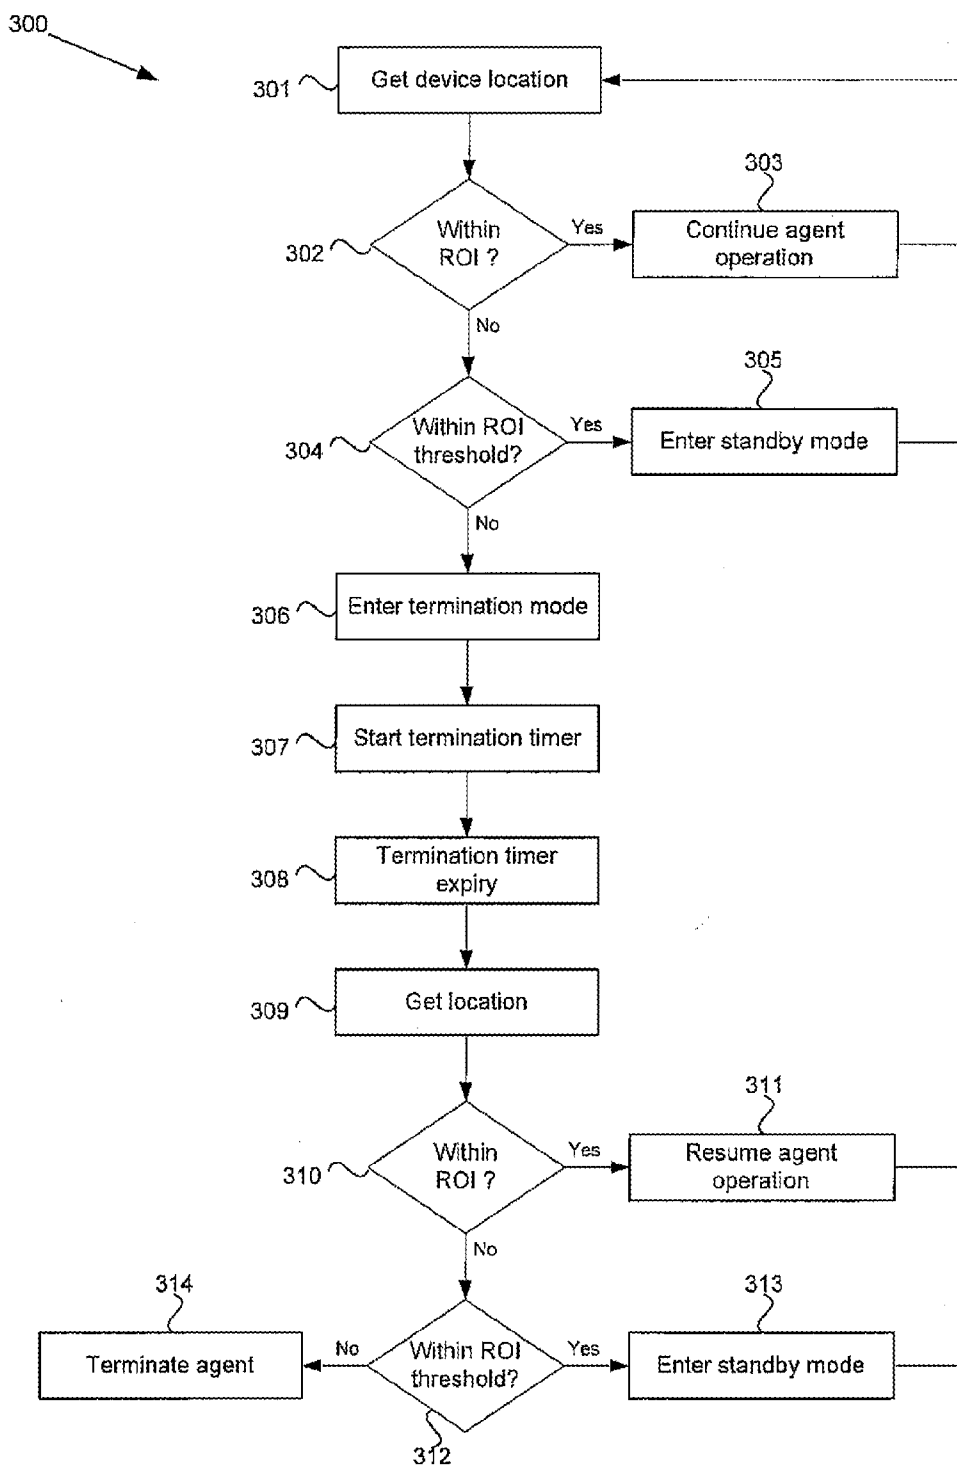 300
301
Get device location
303
302
Within
ROI ?
Yes
Continue agent
operation
No
305
304
Within ROI
threshold?
Yes
Enter standby mode
No
306
Enter termination mode
307
Start termination timer
308
Termination timer
expiry
309
Get location
311
310
Within
ROI ?
Yes
Resume agent
operation
No
314
313
Terminate agent
No
Within ROI
threshold?
Yes
Enter standby mode
312